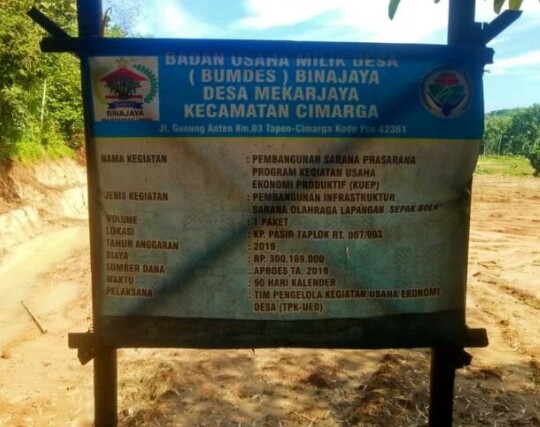 BADAN USAHA MILIK DESA
( BUMDES ) BINAJAYA
DESA MEKARJAYA
KECAMATAN CIMARGA
Jl. Gunung Anten Km.03 Tapen-Cimarga Kode Pos 42361
BINAJAYA
NAMA KEGIATAN : PEMBANGUNAN SARANA PRASARANA
PROGRAM KEGIATAN USAHA
EKONOMI PRODUKTIF (KUEP)
JENIS KEGIATAN : PEMBANGUNAN INFRASTRUKTUR
SARANA OLAHRAGA LAPANGAN SEPAK BOLA
VOLUME : 1 PAKET
LOKASI : KP. PASIR TAPLOK RT. 007/003
TAHUN ANGGARAN : 2019
BIAYA : RP. 300.169.000
SUMBER DANA : APBDES TA. 2019
WAKTU : 90 HARI KALENDER
PELAKSANA : TIM PENGELOLA KEGIATAN USAHA EKONOMI
DESA (TPK-UED)